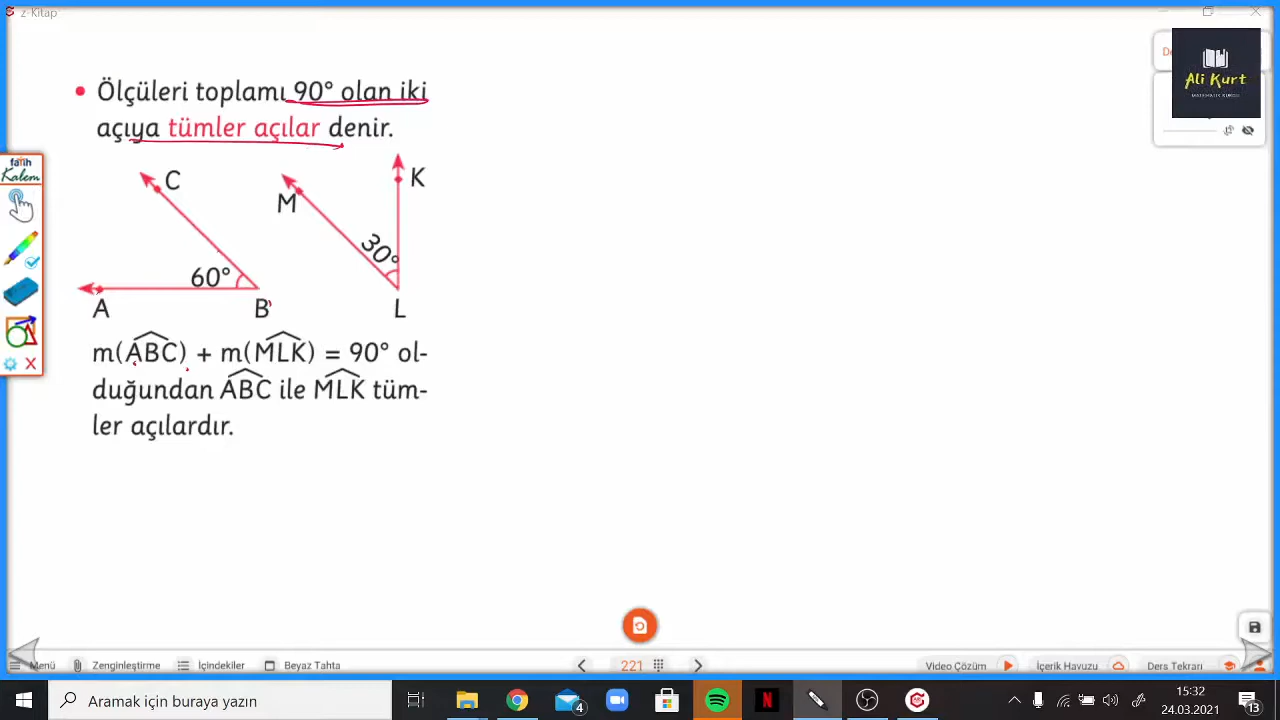 z-Kitap
Ali Kurt
• Ölçüleri toplamı 90° olan iki
açıya tümler açılar denir.
C
M
K
60°
30°
A
B
L
m(ABC) + m(MLK) = 90° ol-
duğundan ABC ile MLK tüm-
ler açılardır.
fatih
Kalem
Menü
Zenginleştirme
İçindekiler
Beyaz Tahta
221
Video Çözüm
İçerik Havuzu
Ders Tekrarı
Aramak için buraya yazın
4
15:32
24.03.2021
13